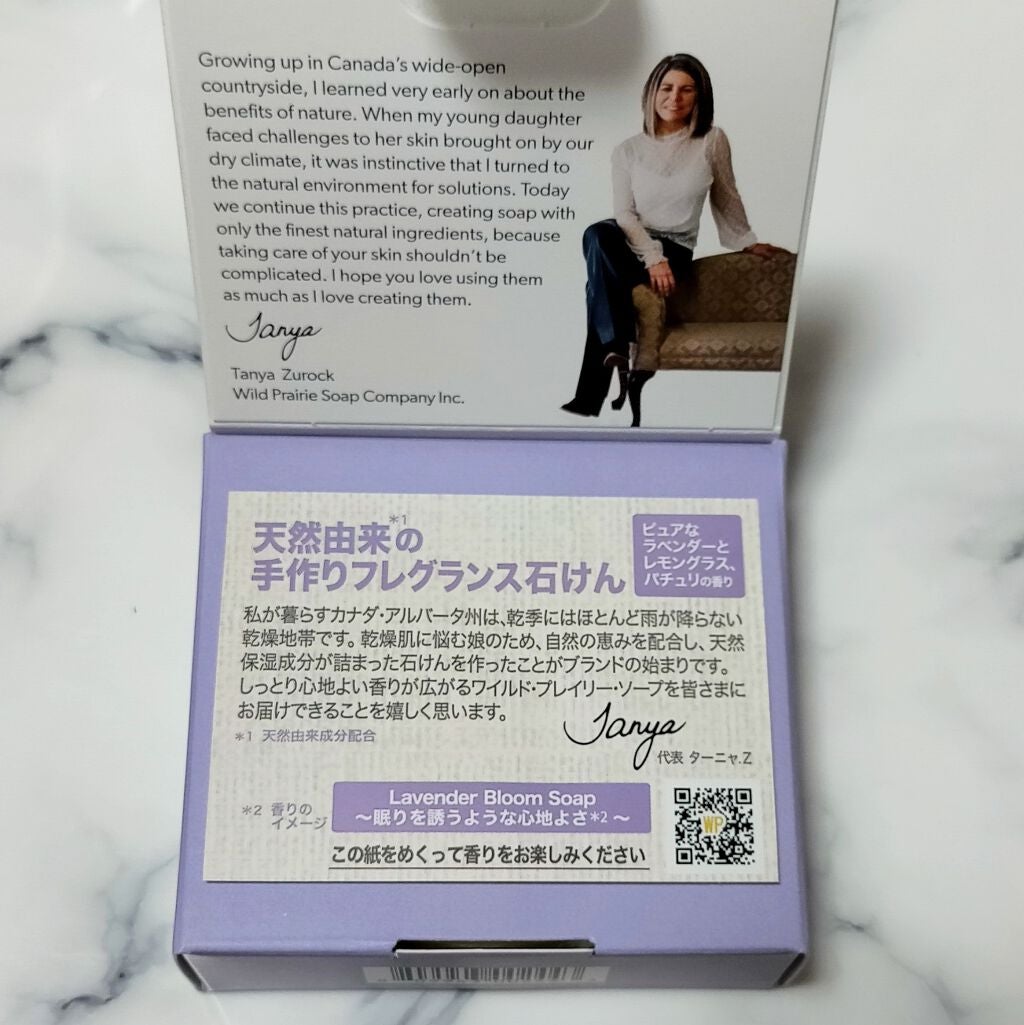 Growing up in Canada's wide-open
countryside, I learned very early on about the
benefits of nature. When my young daughter
faced challenges to her skin brought on by our
dry climate, it was instinctive that I turned to
the natural environment for solutions. Today
we continue this practice, creating soap with
only the finest natural ingredients, because
taking care of your skin shouldn't be
complicated. I hope you love using them
as much as I love creating them.
Tanya
Tanya Zurock
Wild Prairie Soap Company Inc.
天然由来*1の
手作りフレグランス石けん
ピュアな
ラベンダーと
レモングラス、
パチュリの香り
私が暮らすカナダ・アルバータ州は、乾季にはほとんど雨が降らない
乾燥地帯です。乾燥肌に悩む娘のため、自然の恵みを配合し、天然
保湿成分が詰まった石けんを作ったことがブランドの始まりです。
しっとり心地よい香りが広がるワイルド・プレイリー・ソープを皆さまに
お届けできることを嬉しく思います。
*1 天然由来成分配合
Tanya
代表 ターニャ.Z
*2 香りの
イメージ
Lavender Bloom Soap
～眠りを誘うような心地よさ*2～
この紙をめくって香りをお楽しみください
WP